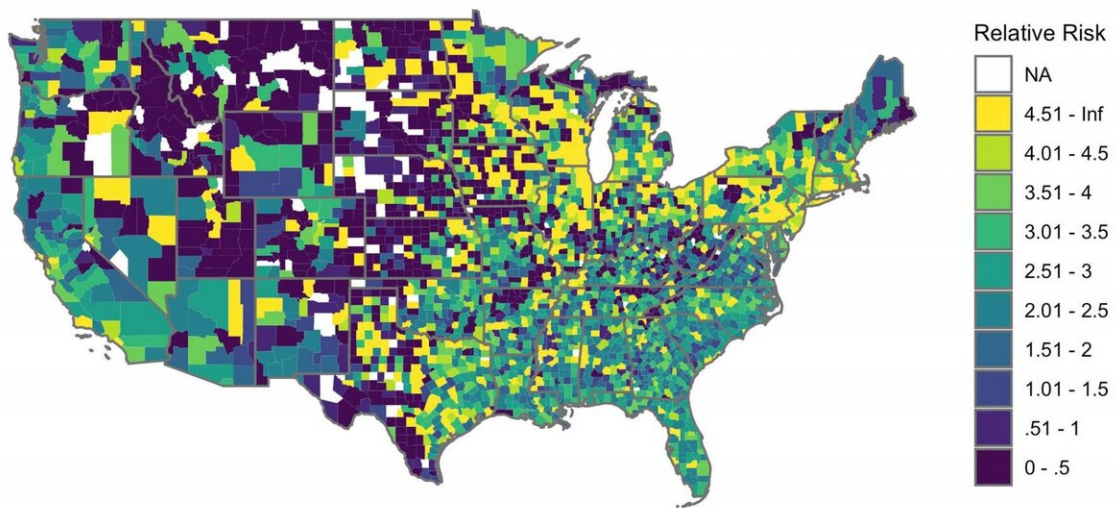 Relative Risk
NA
4.51 - Inf
4.01 - 4.5
3.51 - 4
3.01 - 3.5
2.51 - 3
2.01 - 2.5
1.51 - 2
1.01 - 1.5
.51 - 1
0 - .5